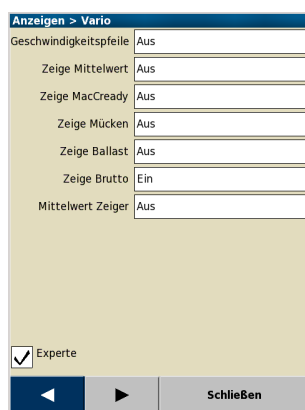 Anzeigen > Vario
Geschwindigkeitspfeile Aus
Zeige Mittelwert Aus
Zeige MacCready Aus
Zeige Mücken Aus
Zeige Ballast Aus
Zeige Brutto Ein
Mittelwert Zeiger Aus
Experte
Schließen